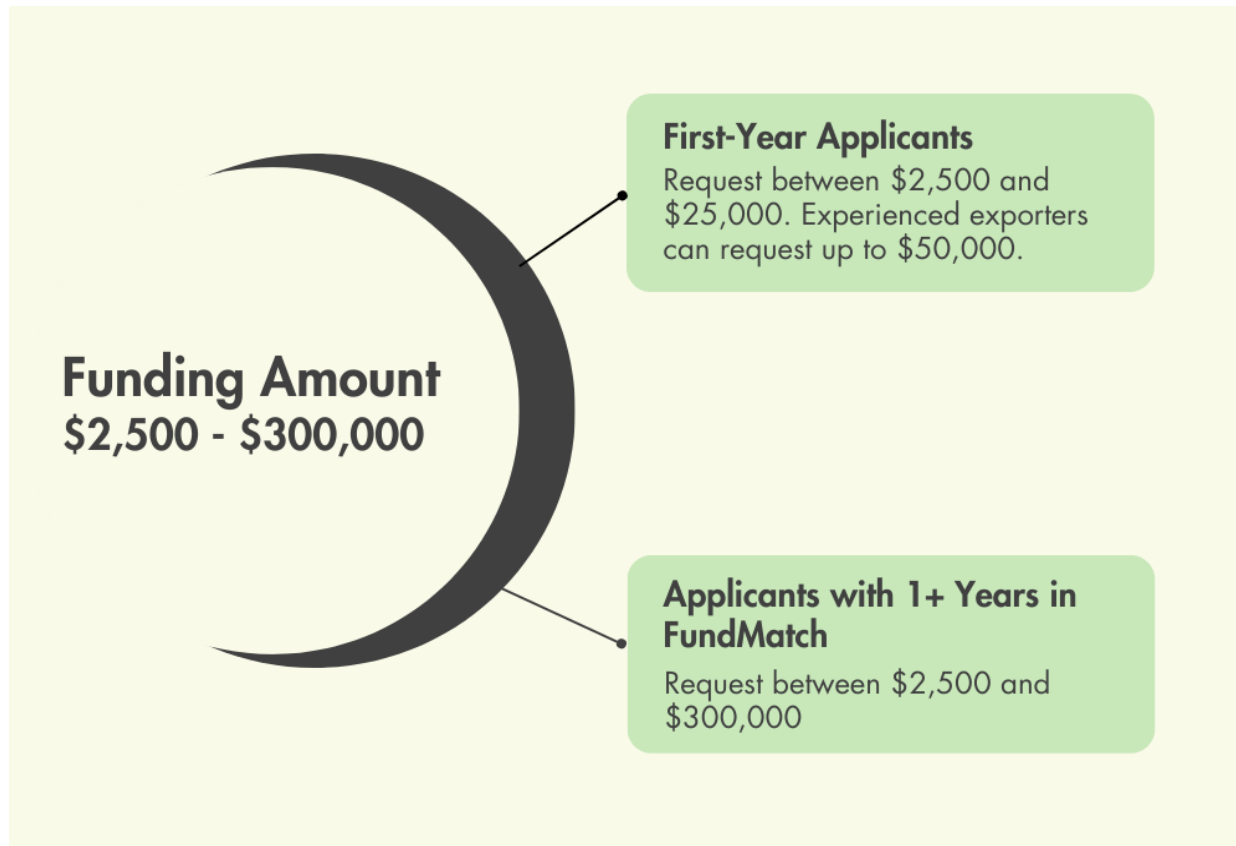 Funding Amount
$2,500 - $300,000
First-Year Applicants
Request between $2,500 and
$25,000. Experienced exporters
can request up to $50,000.
Applicants with 1+ Years in
FundMatch
Request between $2,500 and
$300,000